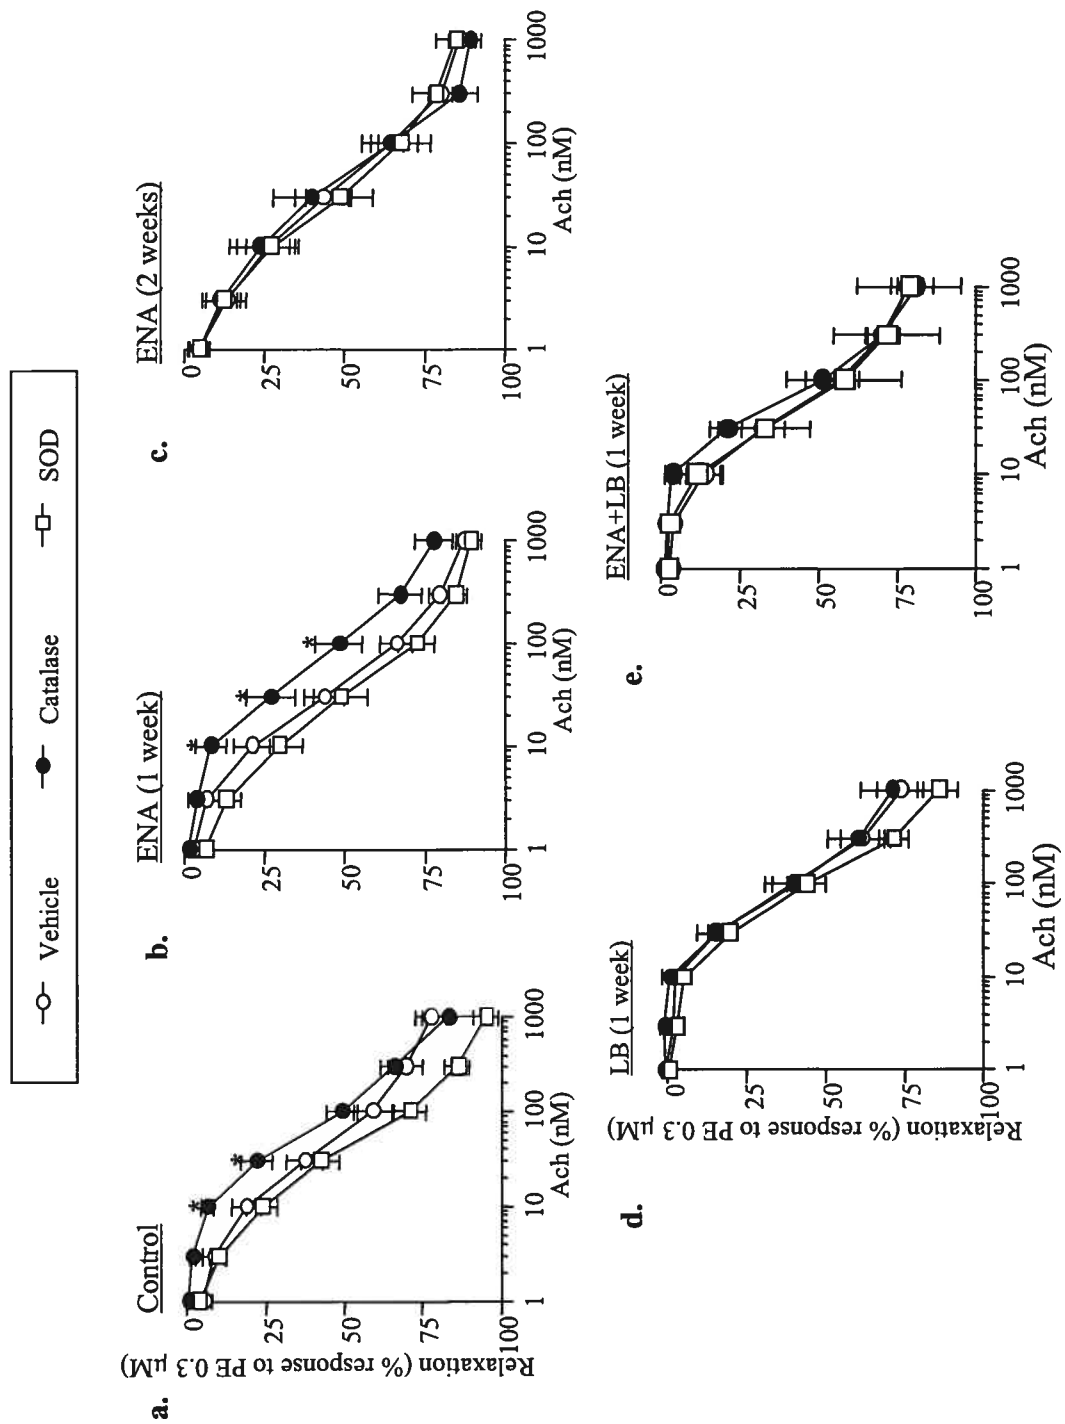 Vehicle Catalase SOD
a.
Control
Relaxation (% response to PE 0.3 µM)
0
25
50
75
100
*
*
1 10 100 1000
Ach (nM)
b.
ENA (1 week)
0
25
50
75
100
*
*
*
1 10 100 1000
Ach (nM)
c.
ENA (2 weeks)
0
25
50
75
100
1 10 100 1000
Ach (nM)
d.
LB (1 week)
Relaxation (% response to PE 0.3 µM)
0
25
50
75
100
1 10 100 1000
Ach (nM)
e.
ENA+LB (1 week)
0
25
50
75
100
1 10 100 1000
Ach (nM)